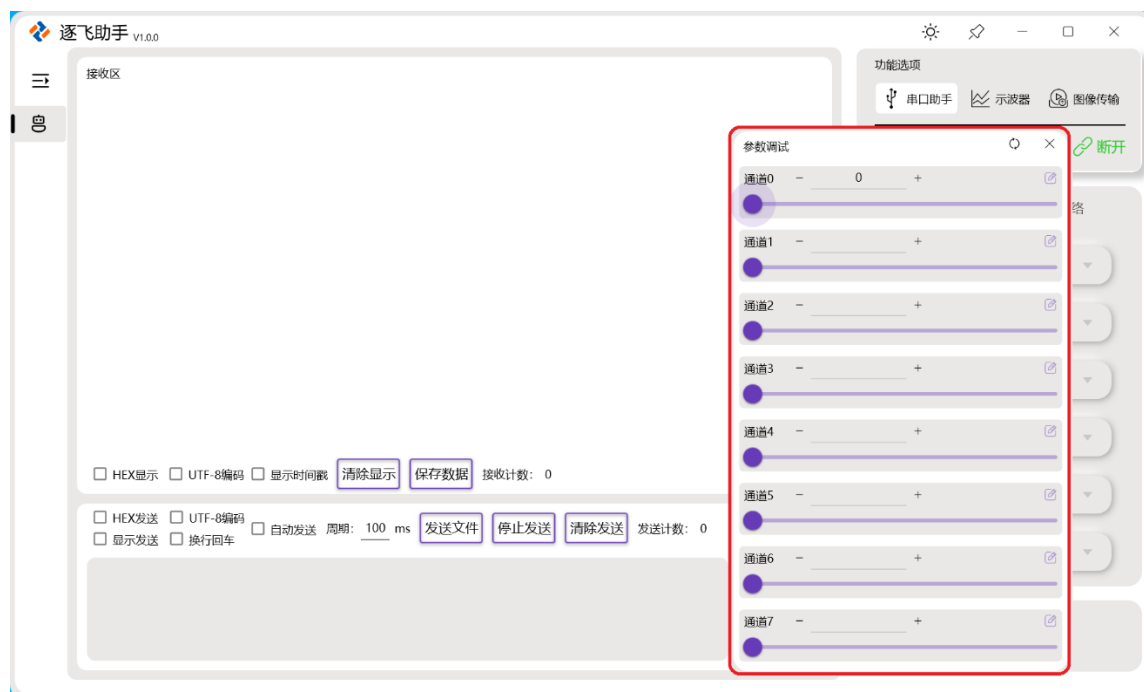 逐飞助手 V1.0.0
接收区
HEX显示 UTF-8编码 显示时间戳 清除显示 保存数据 接收计数: 0
HEX发送 UTF-8编码 自动发送 周期: 100 ms 发送文件 停止发送 清除发送 发送计数: 0
显示发送 换行回车
功能选项
串口助手 示波器 图像传输
断开
络
参数调试
通道0 - 0 +
通道1 - +
通道2 - +
通道3 - +
通道4 - +
通道5 - +
通道6 - +
通道7 - +